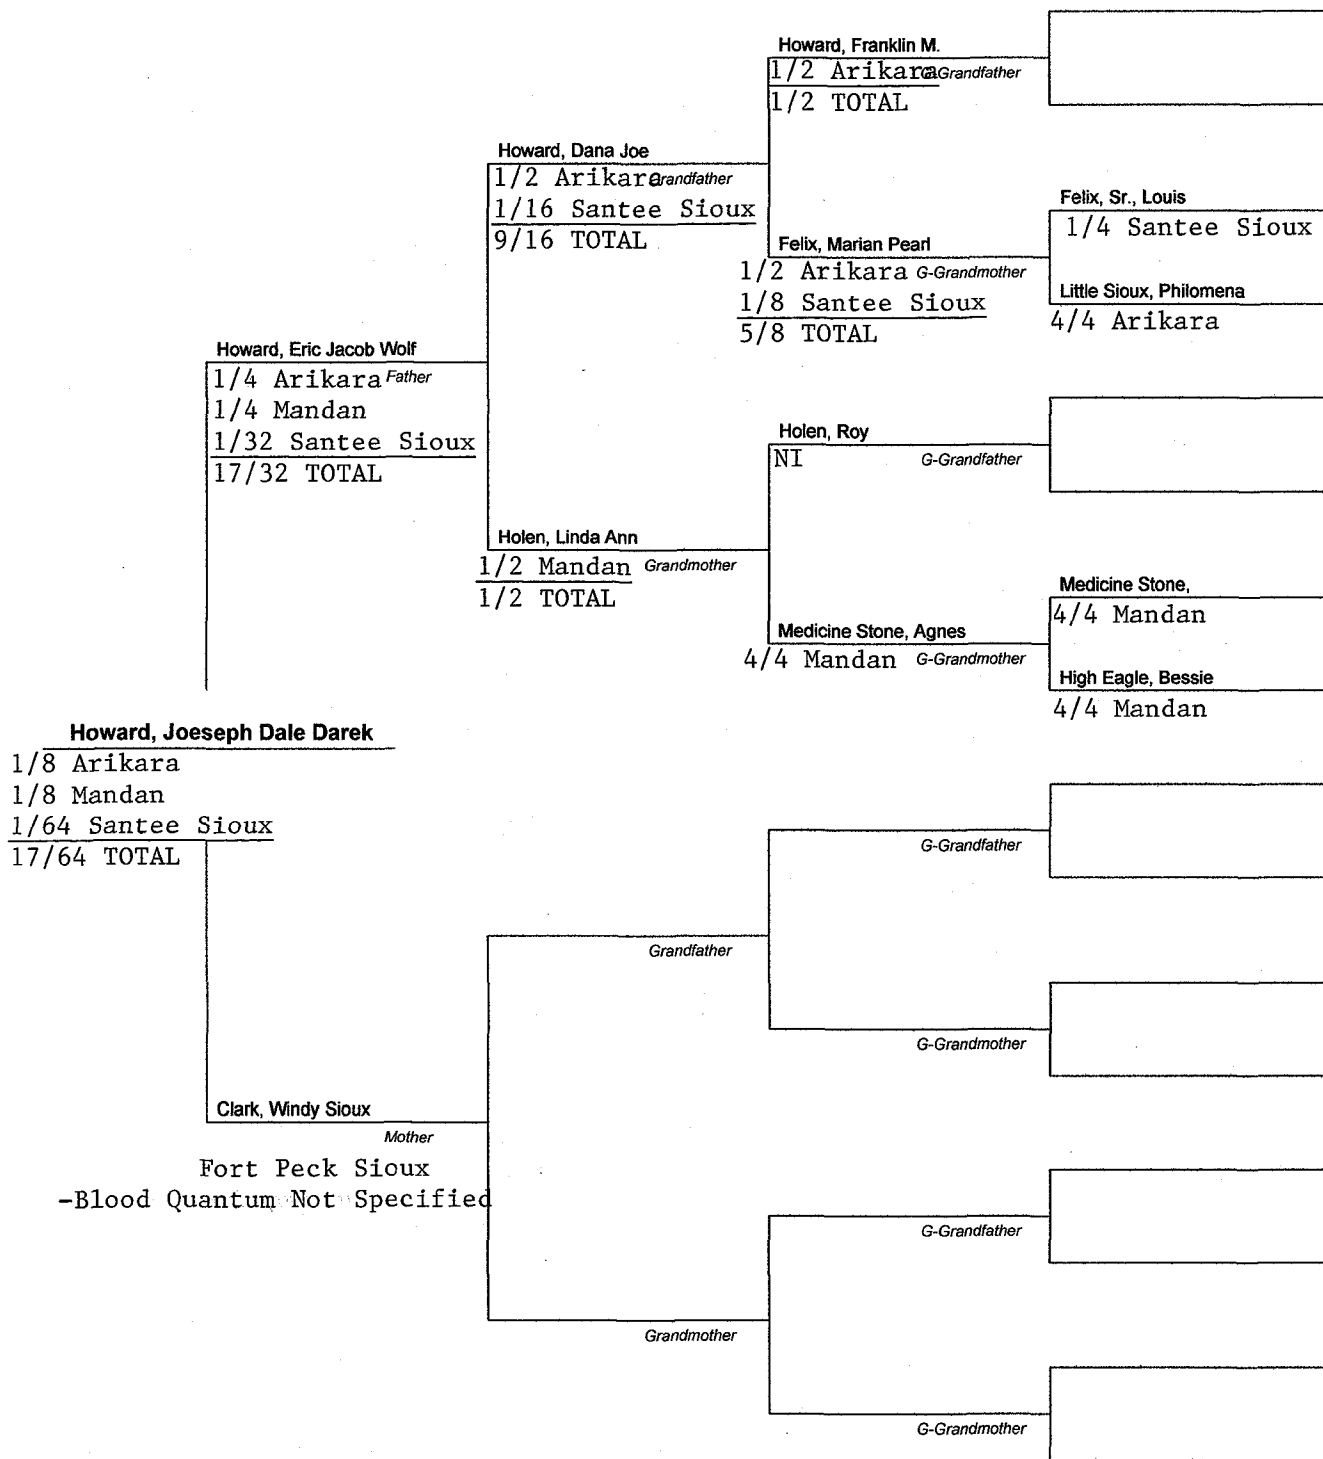 Howard, Franklin M.
1/2 Arikara G-Grandfather
1/2 TOTAL
Howard, Dana Joe
1/2 Arikara Grandfather
1/16 Santee Sioux
9/16 TOTAL
Felix, Sr., Louis
1/4 Santee Sioux
Felix, Marian Pearl
1/2 Arikara G-Grandmother
1/8 Santee Sioux
5/8 TOTAL
Little Sioux, Philomena
4/4 Arikara
Howard, Eric Jacob Wolf
1/4 Arikara Father
1/4 Mandan
1/32 Santee Sioux
17/32 TOTAL
Holen, Roy
NI G-Grandfather
Holen, Linda Ann
1/2 Mandan Grandmother
1/2 TOTAL
Medicine Stone,
4/4 Mandan
Medicine Stone, Agnes
4/4 Mandan G-Grandmother
High Eagle, Bessie
4/4 Mandan
Howard, Joeseph Dale Darek
1/8 Arikara
1/8 Mandan
1/64 Santee Sioux
17/64 TOTAL
G-Grandfather
Grandfather
G-Grandmother
Clark, Windy Sioux
Mother
Fort Peck Sioux
-Blood Quantum Not Specified
G-Grandfather
Grandmother
G-Grandmother